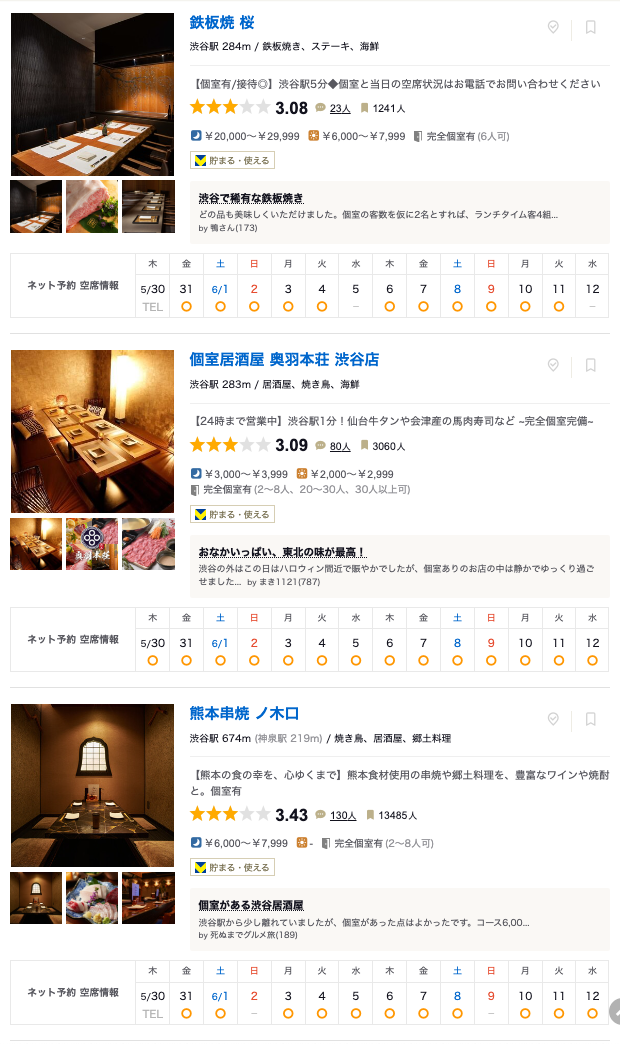 鉄板焼 桜
渋谷駅 284m / 鉄板焼き、ステーキ、海鮮
【個室有/接待◎】渋谷駅5分◆個室と当日の空席状況はお電話でお問い合わせください
3.08 23人 1241人
￥20,000～￥29,999 ￥6,000～￥7,999 完全個室有 (6人可)
貯まる・使える
渋谷で稀有な鉄板焼き
どの品も美味しくいただけました。個室の客数を仮に2名とすれば、ランチタイム客4組...
by 鴨さん(173)
木 金 土 日 月 火 水 木 金 土 日 月 火 水
ネット予約 空席情報
5/30 31 6/1 2 3 4 5 6 7 8 9 10 11 12
TEL ○ ○ ○ ○ ○ － ○ ○ ○ ○ ○ ○ －
個室居酒屋 奥羽本荘 渋谷店
渋谷駅 283m / 居酒屋、焼き鳥、海鮮
【24時まで営業中】渋谷駅1分！仙台牛タンや会津産の馬肉寿司など ~完全個室完備~
3.09 80人 3060人
￥3,000～￥3,999 ￥2,000～￥2,999
完全個室有 (2～8人、20～30人、30人以上可)
貯まる・使える
奥羽本荘
おなかいっぱい、東北の味が最高！
渋谷の外はこの日はハロウィン間近で賑やかでしたが、個室ありのお店の中は静かでゆっくり過ご
せました... by まき1121(787)
木 金 土 日 月 火 水 木 金 土 日 月 火 水
ネット予約 空席情報
5/30 31 6/1 2 3 4 5 6 7 8 9 10 11 12
○ ○ ○ ○ ○ ○ ○ ○ ○ ○ ○ ○ ○ ○
熊本串焼 ノ木口
渋谷駅 674m (神泉駅 219m) / 焼き鳥、居酒屋、郷土料理
【熊本の食の幸を、心ゆくまで】熊本食材使用の串焼や郷土料理を、豊富なワインや焼酎
と。個室有
3.43 130人 13485人
￥6,000～￥7,999 - 完全個室有 (2～8人可)
貯まる・使える
個室がある渋谷居酒屋
渋谷駅から少し離れていましたが、個室があった点はよかったです。コース6,00...
by 死ぬまでグルメ旅(189)
木 金 土 日 月 火 水 木 金 土 日 月 火 水
ネット予約 空席情報
5/30 31 6/1 2 3 4 5 6 7 8 9 10 11 12
TEL ○ ○ － ○ ○ ○ ○ ○ ○ － ○ ○ ○